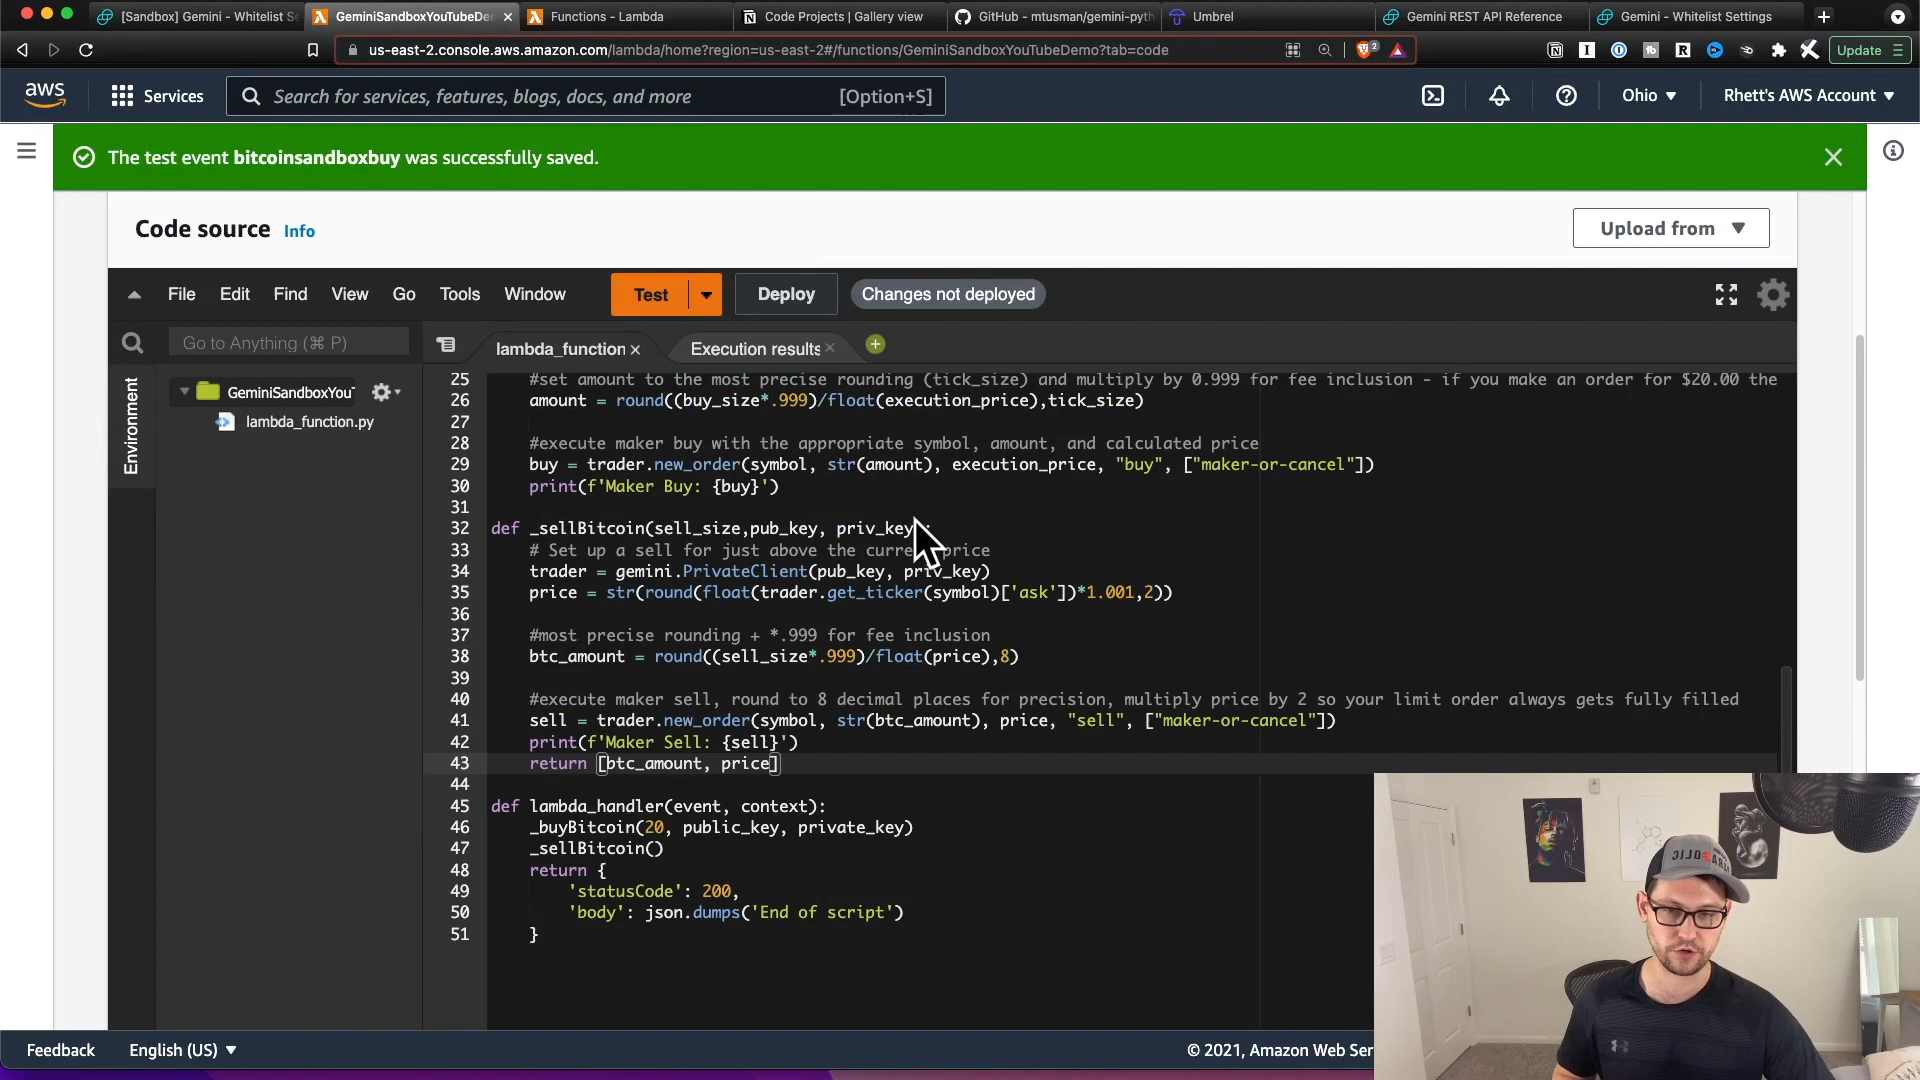 [Sandbox] Gemini - Whitelist Se
GeminiSandboxYouTubeDe
Functions - Lambda
Code Projects | Gallery view
GitHub - mtusman/gemini-pyth
Umbrel
Gemini REST API Reference
Gemini - Whitelist Settings
us-east-2.console.aws.amazon.com/lambda/home?region=us-east-2#/functions/GeminiSandboxYouTubeDemo?tab=code
Update
aws
Services
Search for services, features, blogs, docs, and more
[Option+S]
Ohio
Rhett's AWS Account
The test event bitcoinsandboxbuy was successfully saved.
Code source Info
Upload from
File Edit Find View Go Tools Window
Test
Deploy
Changes not deployed
Go to Anything (⌘ P)
lambda_function
Execution results
Environment
GeminiSandboxYou
lambda_function.py
25 #set amount to the most precise rounding (tick_size) and multiply by 0.999 for fee inclusion - if you make an order for $20.00 the
26 amount = round((buy_size*.999)/float(execution_price),tick_size)
27
28 #execute maker buy with the appropriate symbol, amount, and calculated price
29 buy = trader.new_order(symbol, str(amount), execution_price, "buy", ["maker-or-cancel"])
30 print(f'Maker Buy: {buy}')
31
32 def _sellBitcoin(sell_size,pub_key, priv_key):
33 # Set up a sell for just above the curre price
34 trader = gemini.PrivateClient(pub_key, priv_key)
35 price = str(round(float(trader.get_ticker(symbol)['ask'])*1.001,2))
36
37 #most precise rounding + *.999 for fee inclusion
38 btc_amount = round((sell_size*.999)/float(price),8)
39
40 #execute maker sell, round to 8 decimal places for precision, multiply price by 2 so your limit order always gets fully filled
41 sell = trader.new_order(symbol, str(btc_amount), price, "sell", ["maker-or-cancel"])
42 print(f'Maker Sell: {sell}')
43 return [btc_amount, price]
44
45 def lambda_handler(event, context):
46 _buyBitcoin(20, public_key, private_key)
47 _sellBitcoin()
48 return {
49 'statusCode': 200,
50 'body': json.dumps('End of script')
51 }
Feedback
English (US)
© 2021, Amazon Web Ser